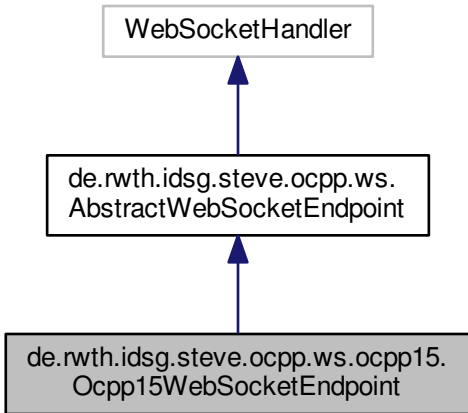 WebSocketHandler
de.rwth.idsg.steve.ocpp.ws.
AbstractWebSocketEndpoint
de.rwth.idsg.steve.ocpp.ws.ocpp15.
Ocpp15WebSocketEndpoint